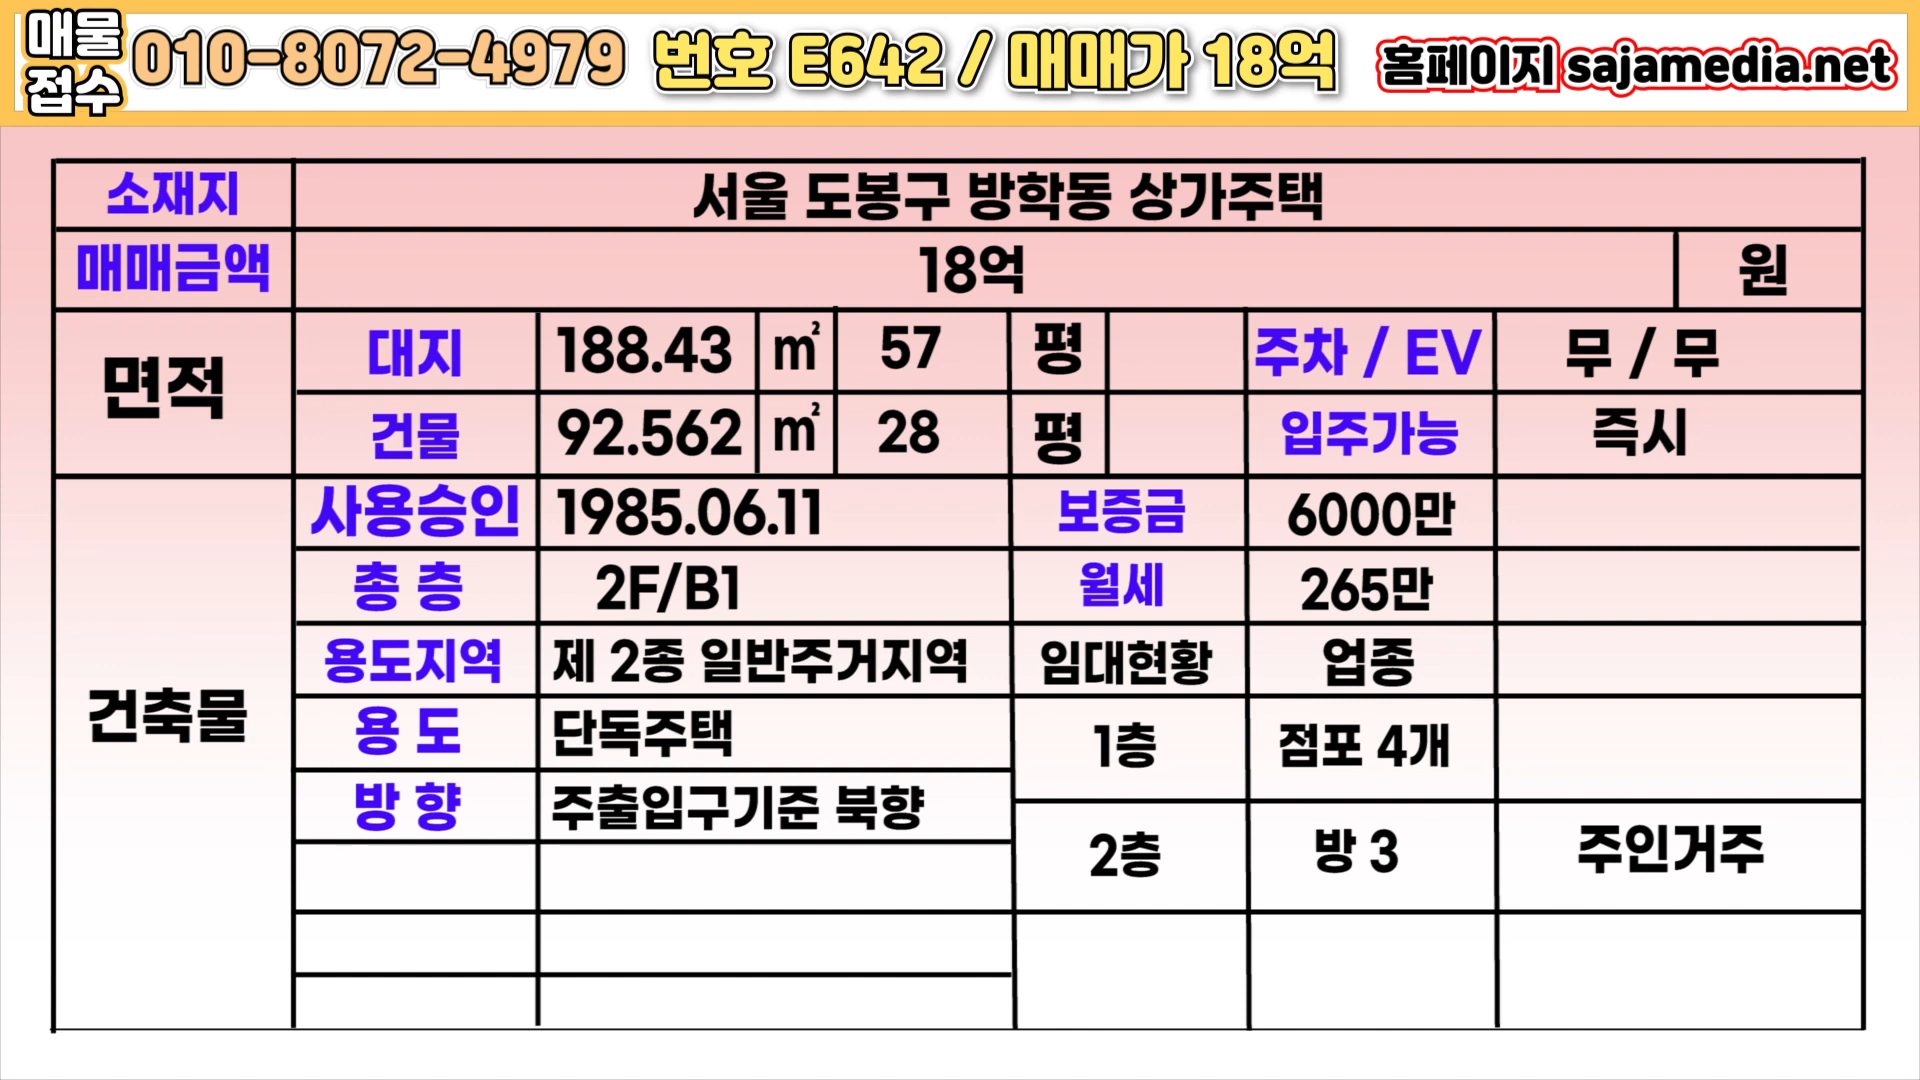 매물
접수
010-8072-4979
번호 E642 / 매매가 18억
홈페이지 sajamedia.net
소재지 서울 도봉구 방학동 상가주택
매매금액 18억 원
면적
대지 188.43 ㎡ 57 평 주차 / EV 무 / 무
건물 92.562 ㎡ 28 평 입주가능 즉시
건축물
사용승인 1985.06.11 보증금 6000만
총 층 2F/B1 월세 265만
용도지역 제 2종 일반주거지역 임대현황 업종
용 도 단독주택 1층 점포 4개
방 향 주출입구기준 북향
2층 방 3 주인거주